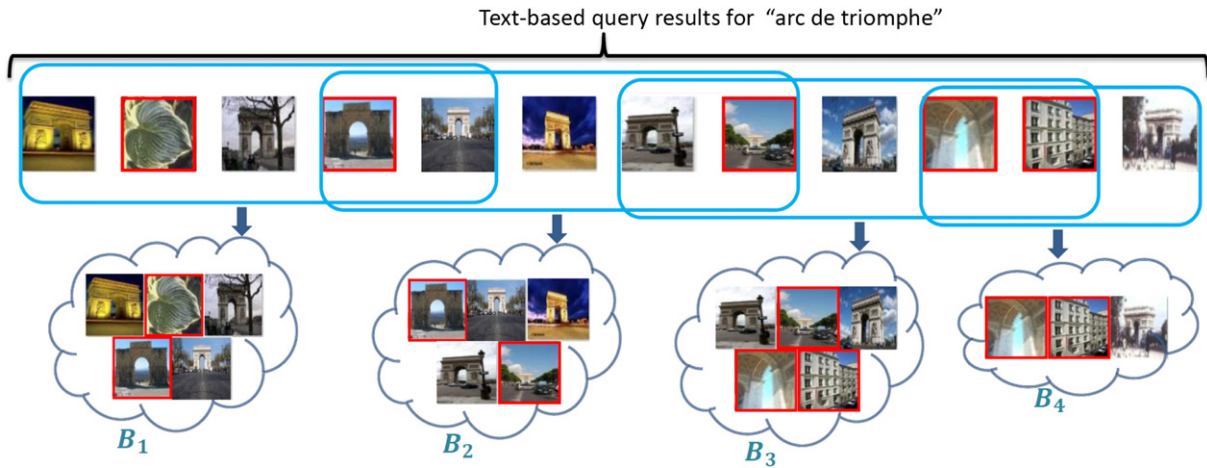 Text-based query results for “arc de triomphe”
B₁
B₂
B₃
B₄